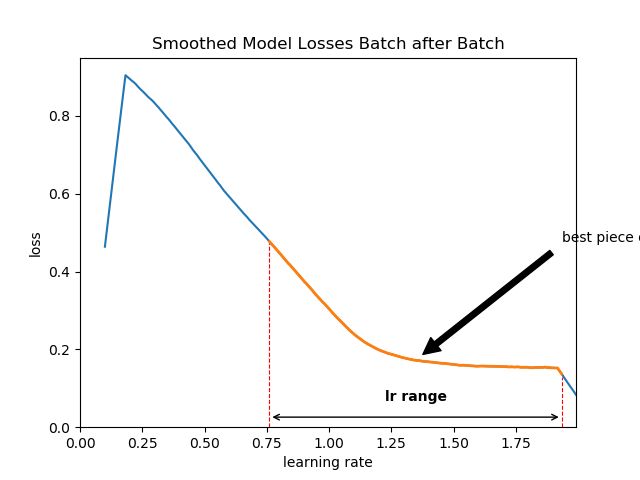 Smoothed Model Losses Batch after Batch
0.8
0.6
0.4
0.2
0.0
loss
best piece
lr range
0.00 0.25 0.50 0.75 1.00 1.25 1.50 1.75
learning rate